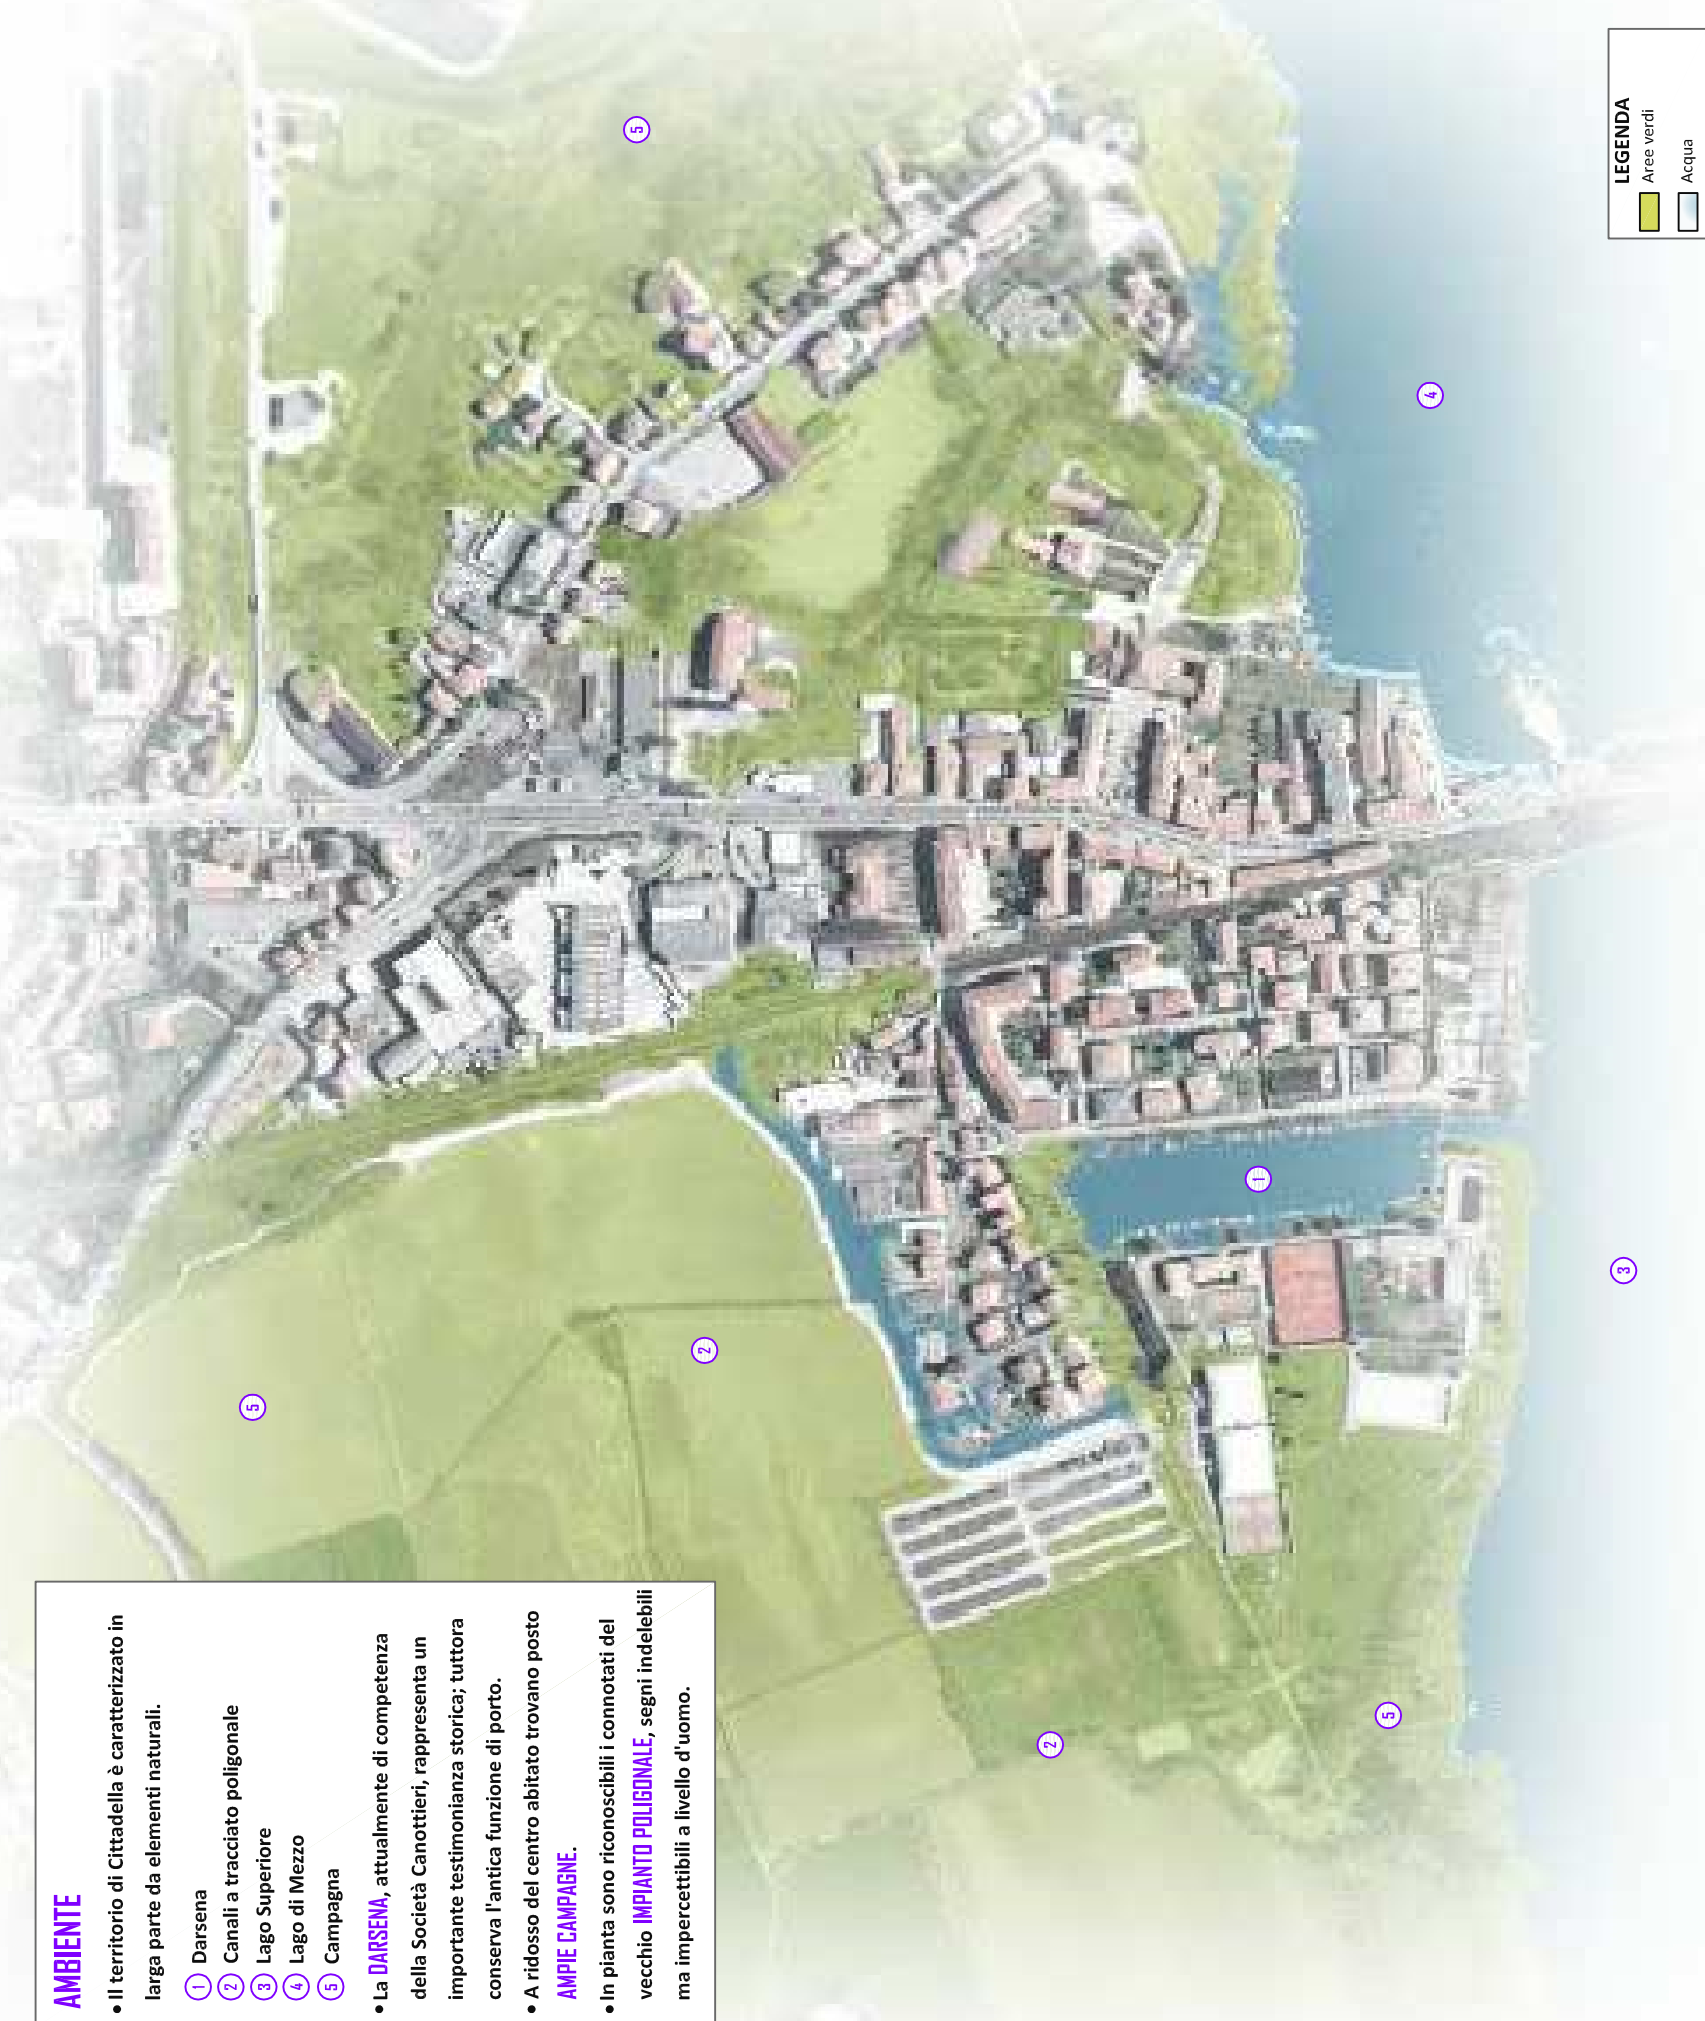 AMBIENTE
• Il territorio di Cittadella è caratterizzato in
larga parte da elementi naturali.
1 Darsena
2 Canali a tracciato poligonale
3 Lago Superiore
4 Lago di Mezzo
5 Campagna
• La DARSENA, attualmente di competenza
della Società Canottieri, rappresenta un
importante testimonianza storica; tuttora
conserva l'antica funzione di porto.
• A ridosso del centro abitato trovano posto
AMPIE CAMPAGNE.
• In pianta sono riconoscibili i connotati del
vecchio IMPIANTO POLIGONALE, segni indelebili
ma impercettibili a livello d'uomo.
5
2
2
5
1
3
5
4
LEGENDA
Aree verdi
Acqua